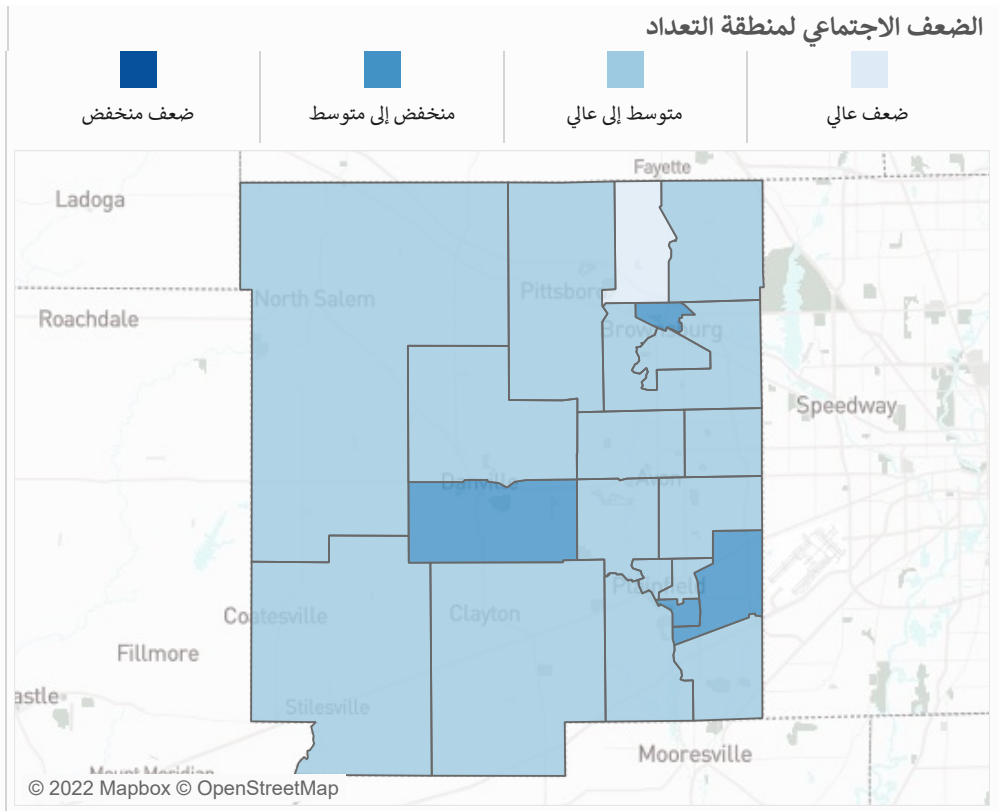 الضعف الاجتماعي لمنطقة التعداد
ضعف عالي
متوسط إلى عالي
منخفض إلى متوسط
ضعف منخفض
Fayette
Ladoga
North Salem
Pittsboro
Roachdale
Brownsburg
Speedway
Danville
Avon
Plainfield
Coatesville
Clayton
Fillmore
astle
Stilesville
Mooresville
Mount Meridian
© 2022 Mapbox © OpenStreetMap